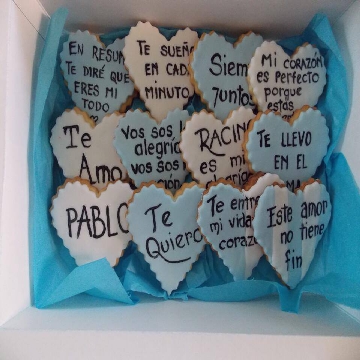 EN RESUM
TE DIRÉ QUE
ERES MI
TODO
TE SUEÑO
EN CADA
MINUTO
Siem
Juntos
Mi CORAZÓN
es PERFECTO
porque
estás
Te
Amo
VOS SOS
alegría
VOS SOS
RACING
es mi
TE LLEVO
EN EL
PABLO
Te
Quiero
Te entre
mi vida
corazó
Este amor
no tiene
fin